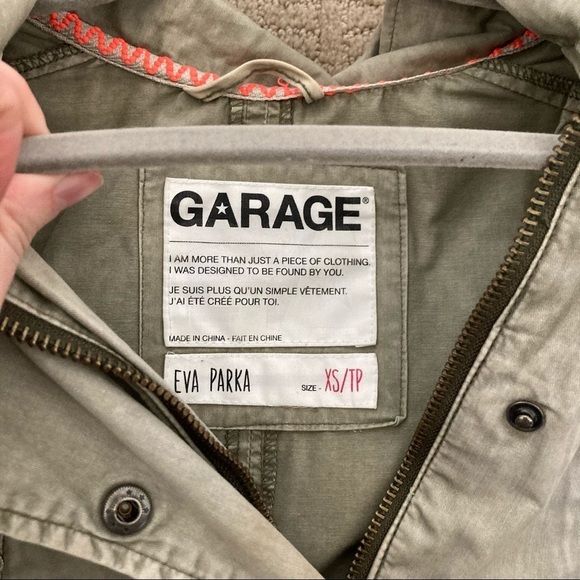 GARAGE®
I AM MORE THAN JUST A PIECE OF CLOTHING.
I WAS DESIGNED TO BE FOUND BY YOU.
JE SUIS PLUS QU'UN SIMPLE VÊTEMENT.
J'AI ÉTÉ CRÉÉ POUR TOI.
MADE IN CHINA - FAIT EN CHINE
EVA PARKA SIZE - XS/TP